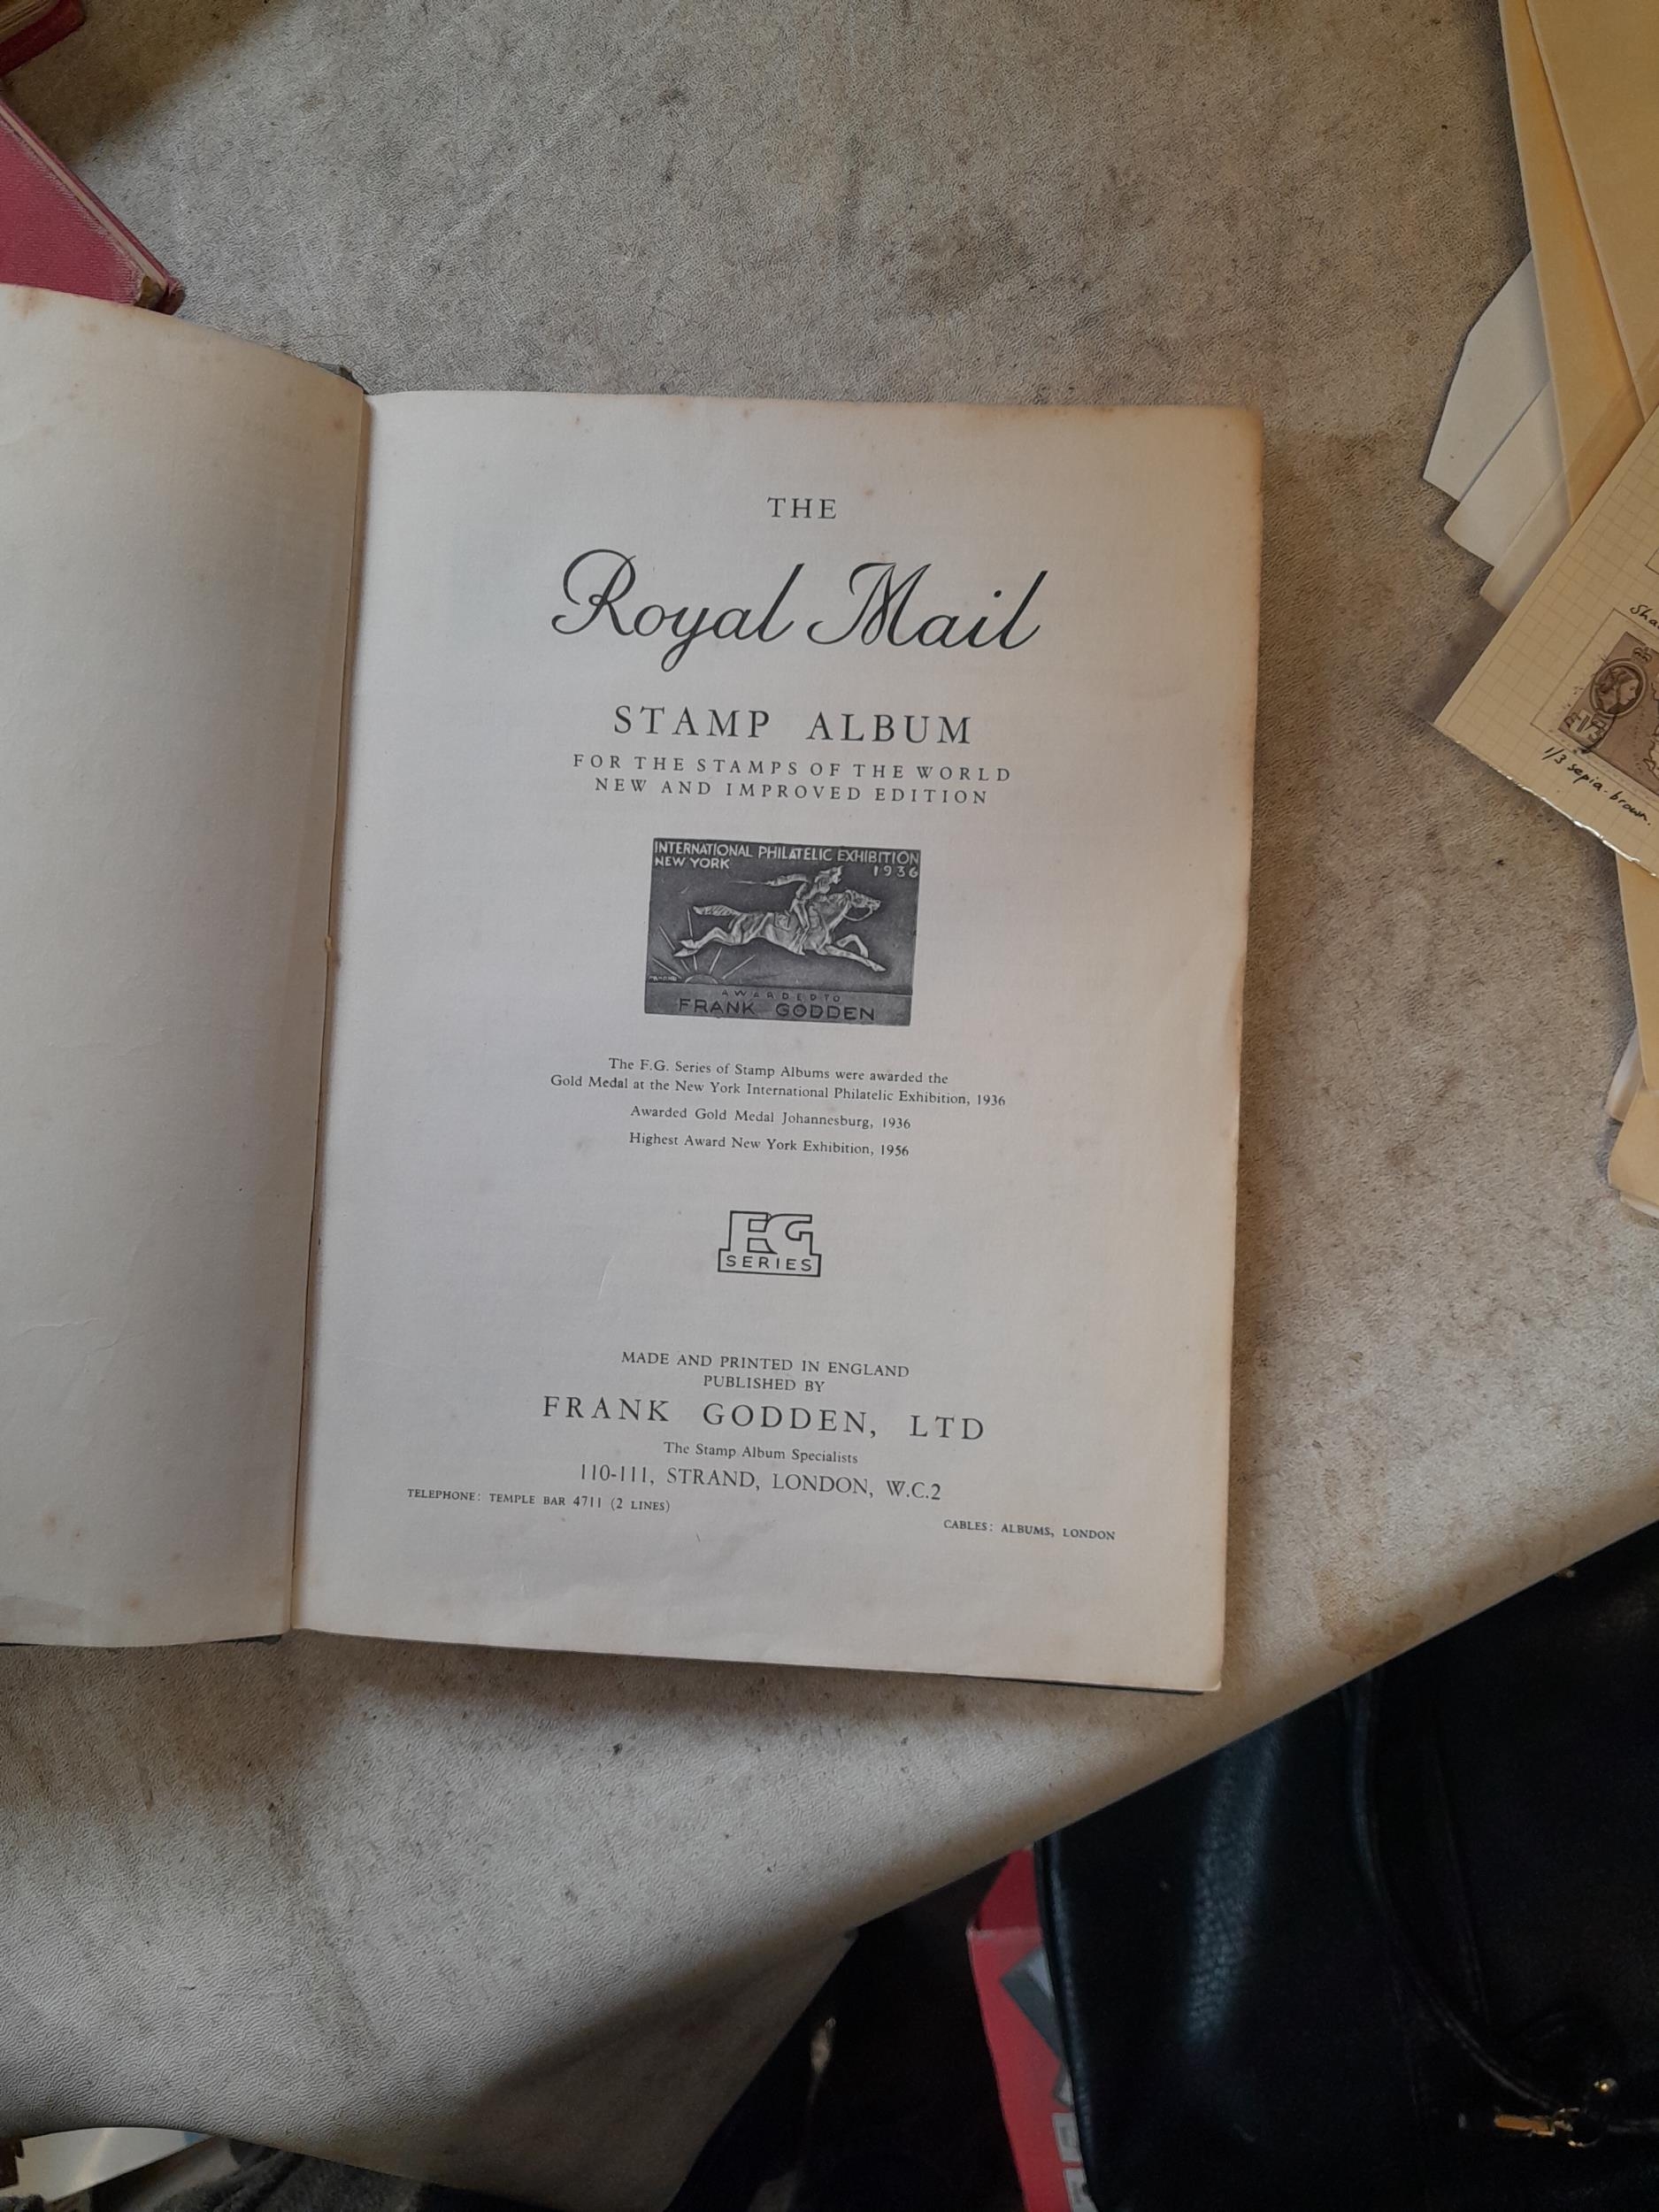 THE
Royal Mail
STAMP ALBUM
FOR THE STAMPS OF THE WORLD
NEW AND IMPROVED EDITION
INTERNATIONAL PHILATELIC EXHIBITION
NEW YORK 1936
AWARDED TO
FRANK GODDEN
The F.G. Series of Stamp Albums were awarded the
Gold Medal at the New York International Philatelic Exhibition, 1936
Awarded Gold Medal Johannesburg, 1936
Highest Award New York Exhibition, 1956
FG
SERIES
MADE AND PRINTED IN ENGLAND
PUBLISHED BY
FRANK GODDEN, LTD
The Stamp Album Specialists
110-111, STRAND, LONDON, W.C.2
TELEPHONE: TEMPLE BAR 4711 (2 LINES)
CABLES: ALBUMS, LONDON
1/3 sepia-brown.